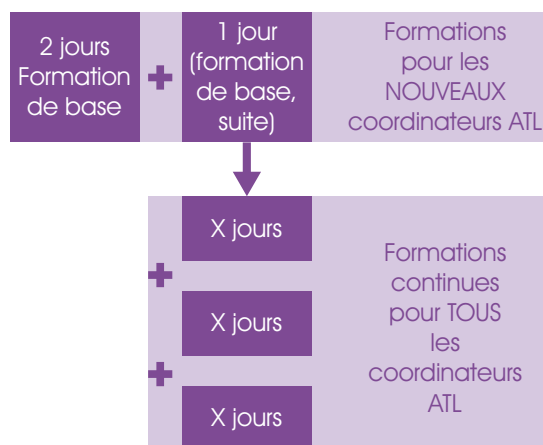 2 jours
Formation
de base
+
1 jour
(formation
de base,
suite)
Formations
pour les
NOUVEAUX
coordinateurs ATL
X jours
+
X jours
+
X jours
Formations
continues
pour TOUS
les
coordinateurs
ATL